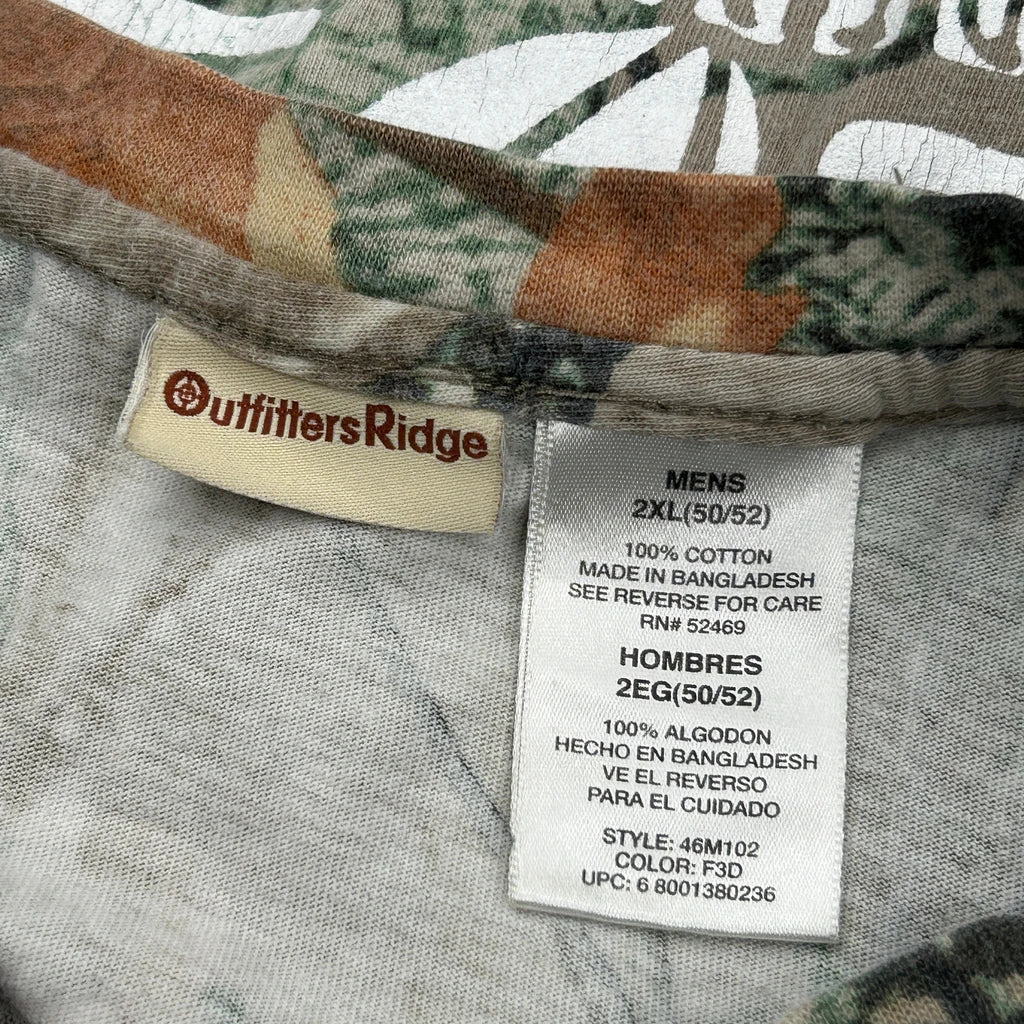 OutfittersRidge
MENS
2XL(50/52)
100% COTTON
MADE IN BANGLADESH
SEE REVERSE FOR CARE
RN# 52469
HOMBRES
2EG(50/52)
100% ALGODON
HECHO EN BANGLADESH
VE EL REVERSO
PARA EL CUIDADO
STYLE: 46M102
COLOR: F3D
UPC: 6 8001380236